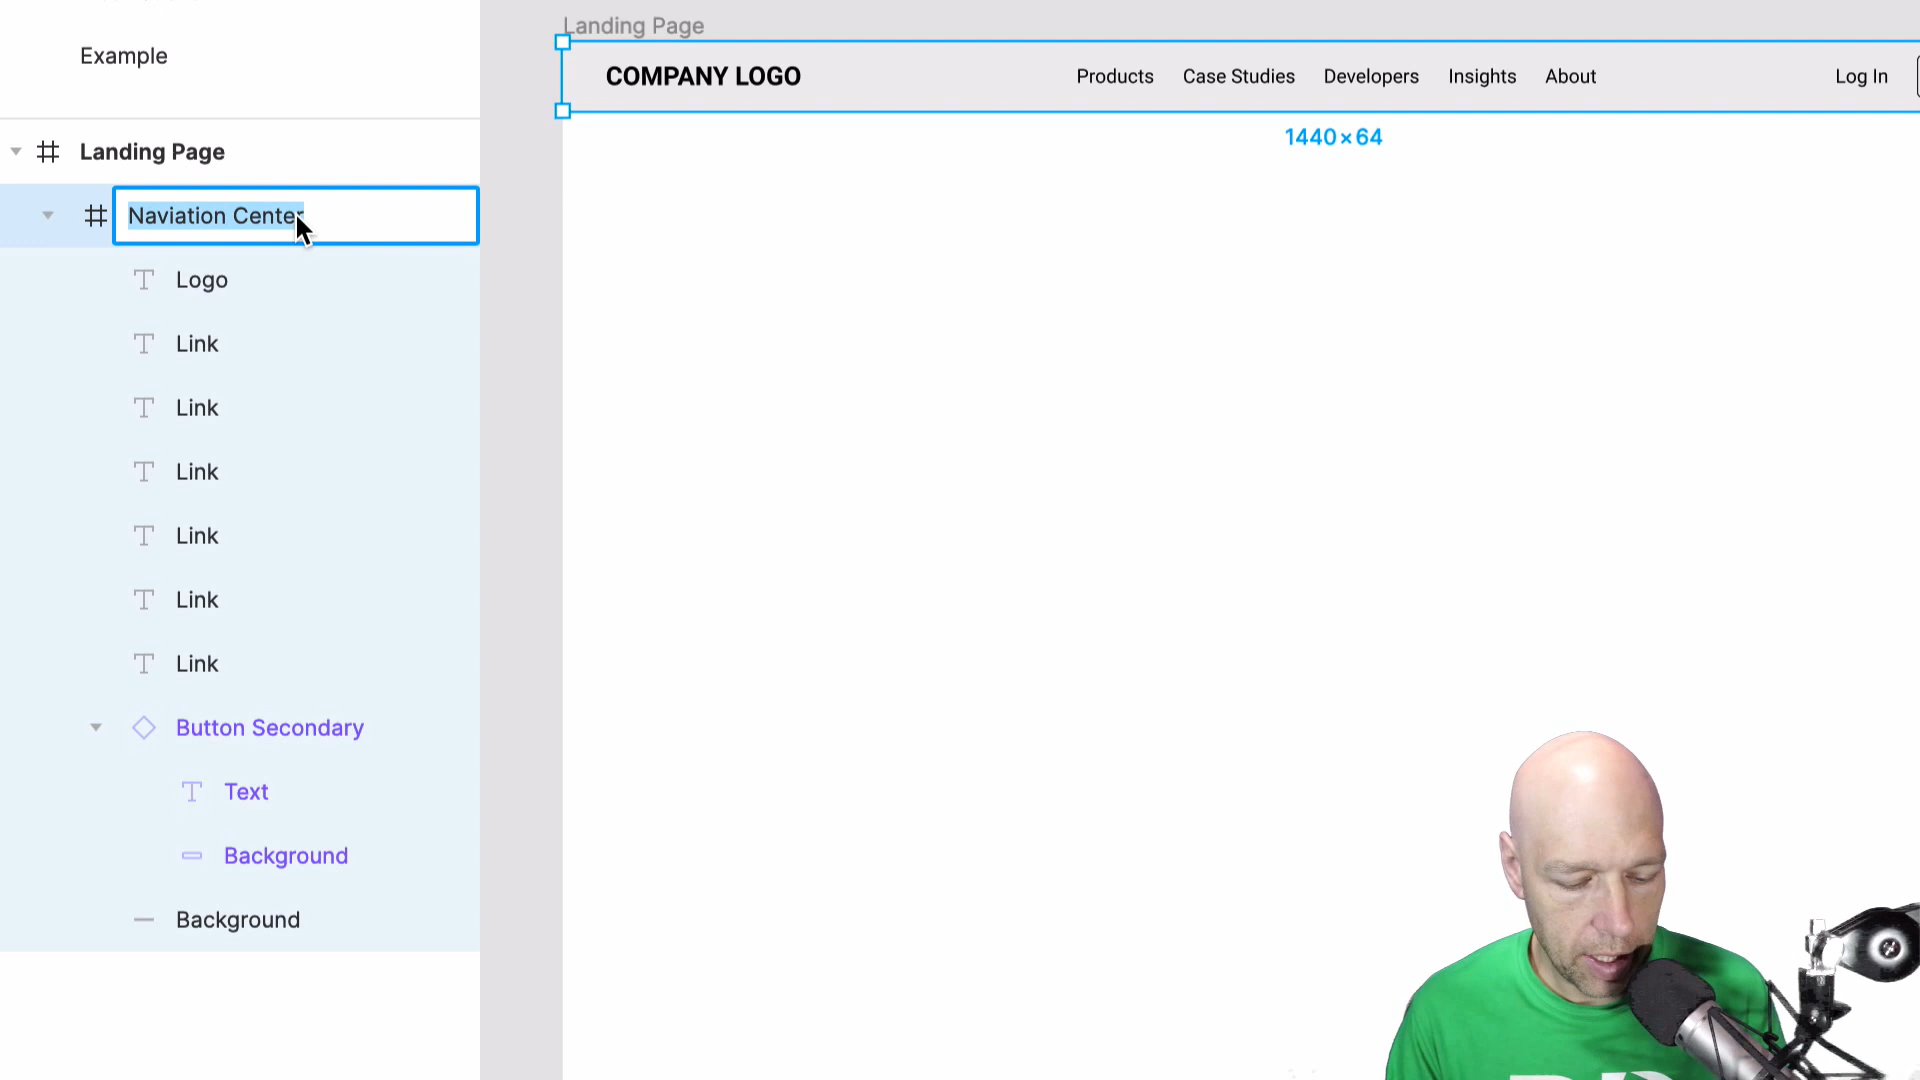 Example
Landing Page
Naviation Center
Logo
Link
Link
Link
Link
Link
Link
Button Secondary
Text
Background
Background
Landing Page
COMPANY LOGO
Products
Case Studies
Developers
Insights
About
Log In
1440×64